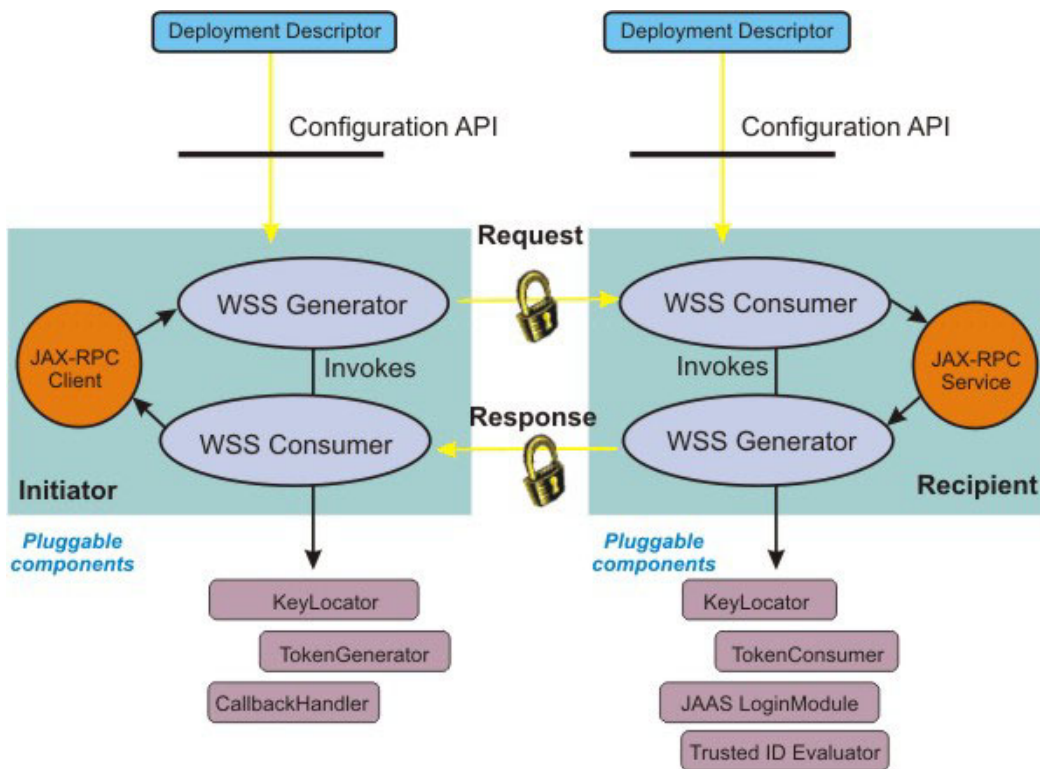 Deployment Descriptor
Deployment Descriptor
Configuration API
Configuration API
Request
WSS Generator
WSS Consumer
JAX-RPC
Client
Invokes
Invokes
JAX-RPC
Service
Response
WSS Consumer
WSS Generator
Initiator
Recipient
Pluggable
components
Pluggable
components
KeyLocator
TokenGenerator
CallbackHandler
KeyLocator
TokenConsumer
JAAS LoginModule
Trusted ID Evaluator